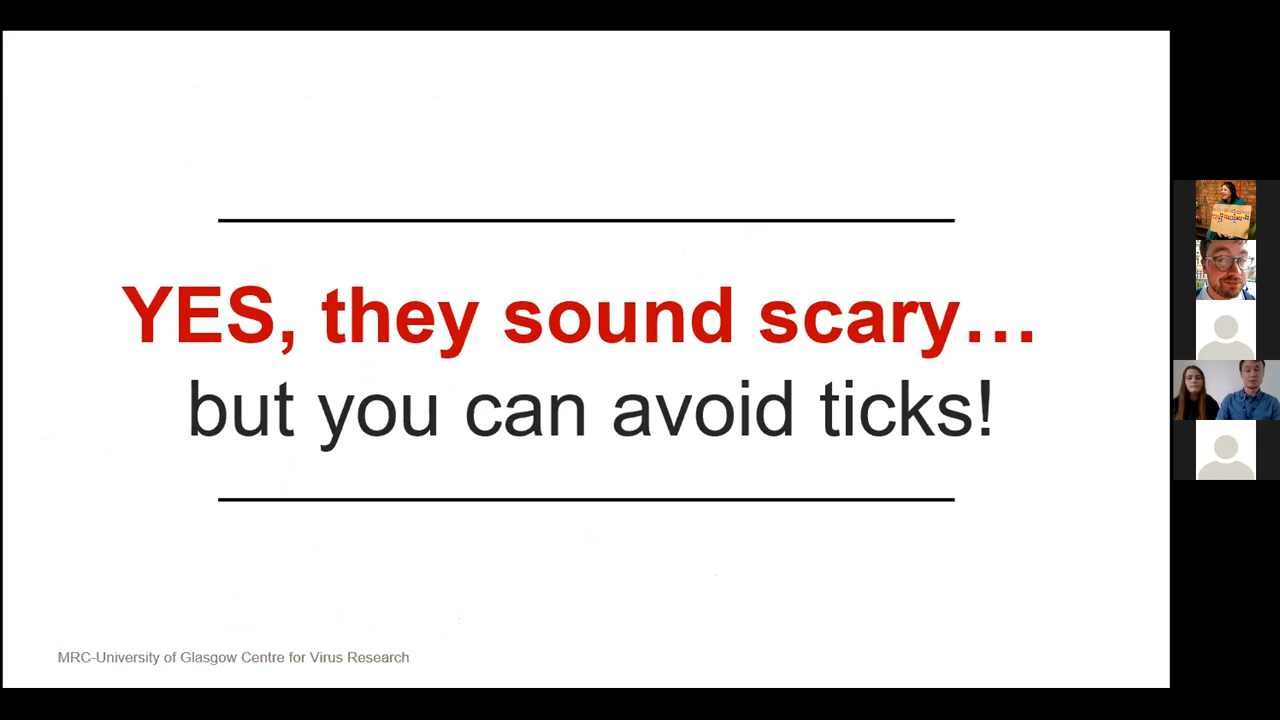 YES, they sound scary…
but you can avoid ticks!
MRC-University of Glasgow Centre for Virus Research